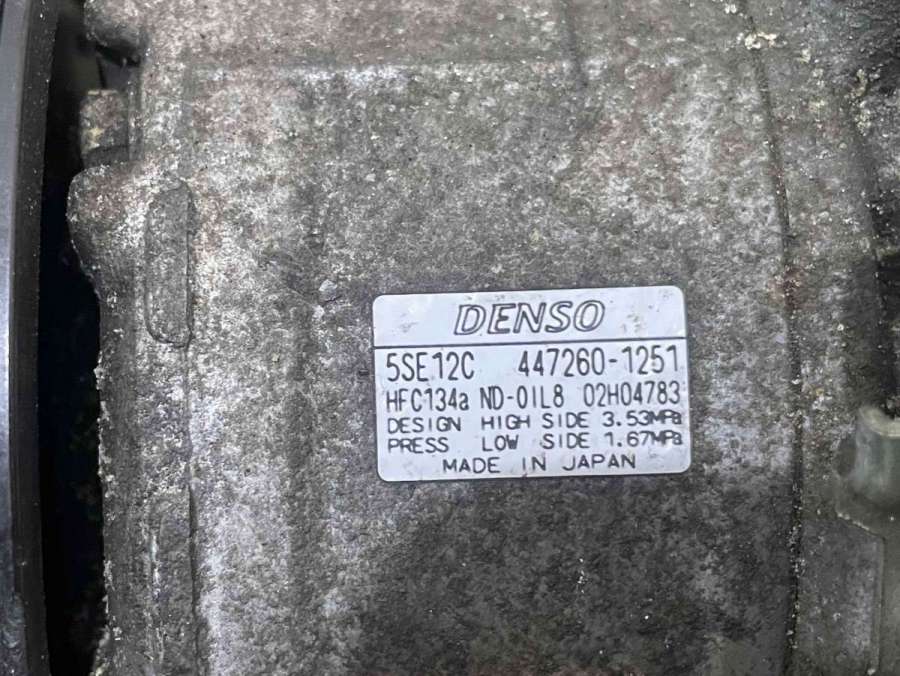 DENSO
5SE12C 447260-1251
HFC134a ND-OIL8 02H04783
DESIGN HIGH SIDE 3.53MPa
PRESS LOW SIDE 1.67MPa
MADE IN JAPAN